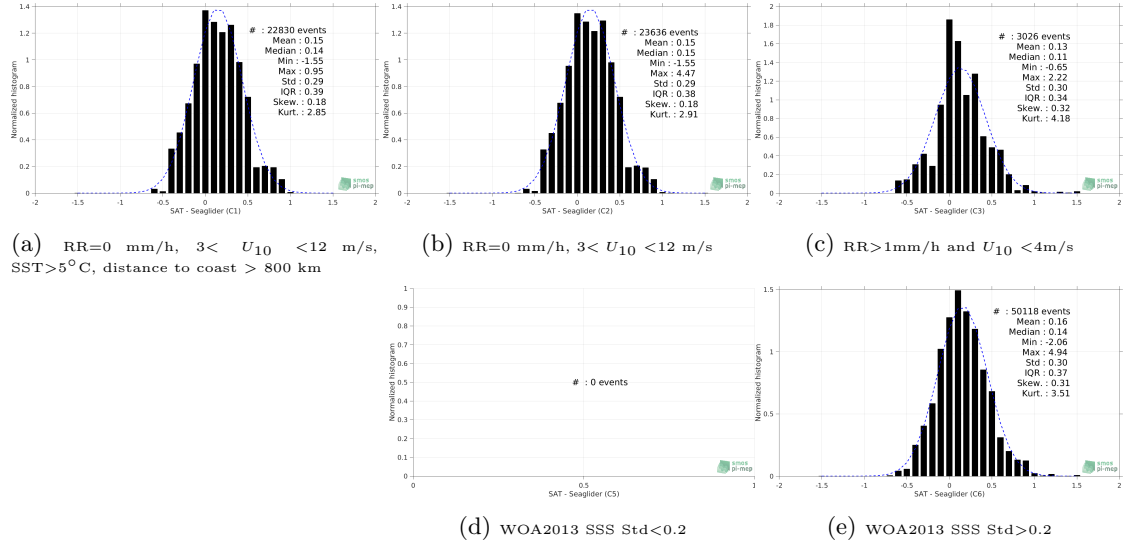 1.4
1.2
1
0.8
0.6
0.4
0.2
0
Normalized histogram
# : 22830 events
Mean : 0.15
Median : 0.14
Min : -1.55
Max : 0.95
Std : 0.29
IQR : 0.39
Skew. : 0.18
Kurt. : 2.85
smos
pi-mep
-2 -1.5 -1 -0.5 0 0.5 1 1.5 2
SAT - Seaglider (C1)
(a) RR=0 mm/h, 3< U10 <12 m/s,
SST>5°C, distance to coast > 800 km
1.4
1.2
1
0.8
0.6
0.4
0.2
0
Normalized histogram
# : 23636 events
Mean : 0.15
Median : 0.15
Min : -1.55
Max : 4.47
Std : 0.29
IQR : 0.38
Skew. : 0.18
Kurt. : 2.91
smos
pi-mep
-2 -1.5 -1 -0.5 0 0.5 1 1.5 2
SAT - Seaglider (C2)
(b) RR=0 mm/h, 3< U10 <12 m/s
2
1.8
1.6
1.4
1.2
1
0.8
0.6
0.4
0.2
0
Normalized histogram
# : 3026 events
Mean : 0.13
Median : 0.11
Min : -0.65
Max : 2.22
Std : 0.30
IQR : 0.34
Skew. : 0.32
Kurt. : 4.18
smos
pi-mep
-2 -1.5 -1 -0.5 0 0.5 1 1.5 2
SAT - Seaglider (C3)
(c) RR>1mm/h and U10 <4m/s
1
0.9
0.8
0.7
0.6
0.5
0.4
0.3
0.2
0.1
0
Normalized histogram
# : 0 events
smos
pi-mep
0 0.5 1
SAT - Seaglider (C5)
(d) WOA2013 SSS Std<0.2
1.5
1
0.5
0
Normalized histogram
# : 50118 events
Mean : 0.16
Median : 0.14
Min : -2.06
Max : 4.94
Std : 0.30
IQR : 0.37
Skew. : 0.31
Kurt. : 3.51
smos
pi-mep
-2 -1.5 -1 -0.5 0 0.5 1 1.5 2
SAT - Seaglider (C6)
(e) WOA2013 SSS Std>0.2